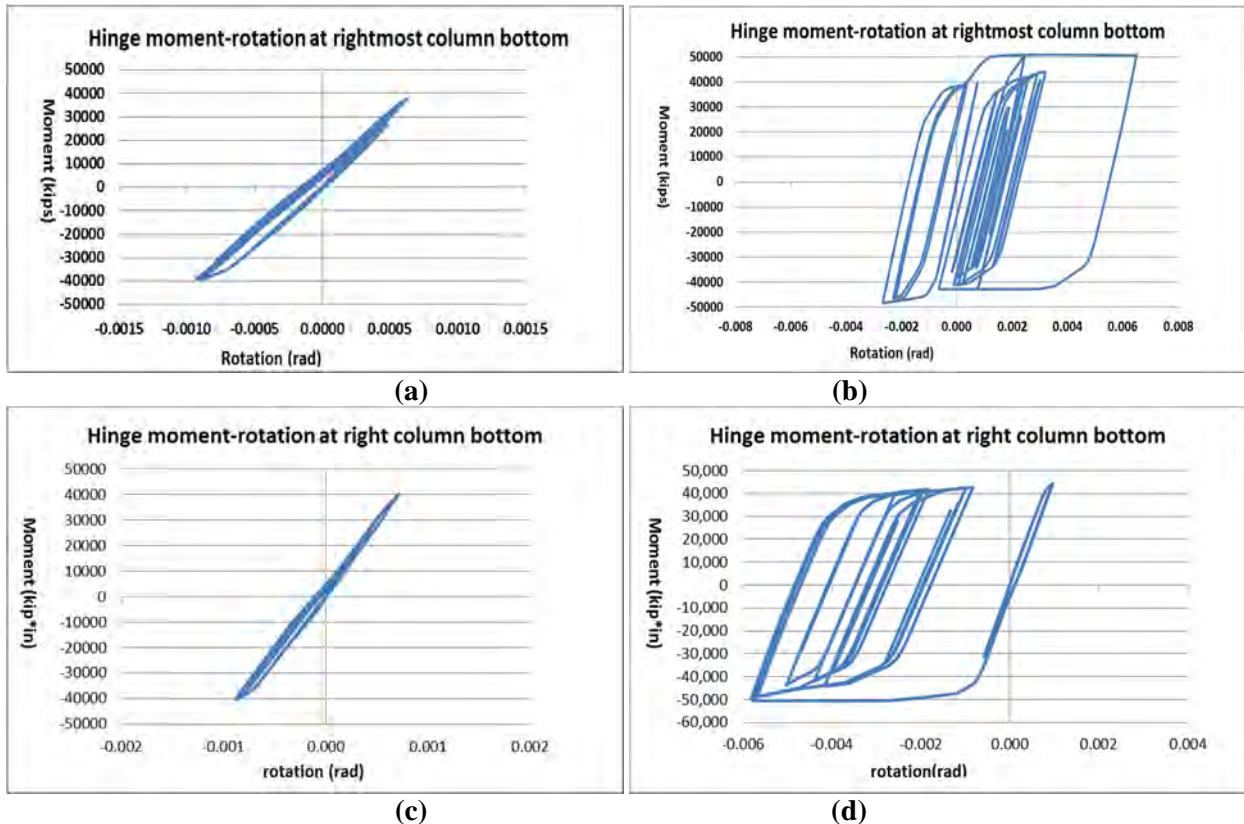 Hinge moment-rotation at rightmost column bottom
Moment (kips)
50000
40000
30000
20000
10000
0
-10000
-20000
-30000
-40000
-50000
-0.0015 -0.0010 -0.0005 0.0000 0.0005 0.0010 0.0015
Rotation (rad)
(a)
Hinge moment-rotation at rightmost column bottom
Moment (kips)
50000
40000
30000
20000
10000
0
-10000
-20000
-30000
-40000
-50000
-0.008 -0.006 -0.004 -0.002 0.000 0.002 0.004 0.006 0.008
Rotation (rad)
(b)
Hinge moment-rotation at right column bottom
Moment (kip*in)
50000
40000
30000
20000
10000
0
-10000
-20000
-30000
-40000
-50000
-0.002 -0.001 0.000 0.001 0.002
rotation (rad)
(c)
Hinge moment-rotation at right column bottom
Moment (kip*in)
50,000
40,000
30,000
20,000
10,000
0
-10,000
-20,000
-30,000
-40,000
-50,000
-60,000
-0.006 -0.004 -0.002 0.000 0.002 0.004
rotation(rad)
(d)